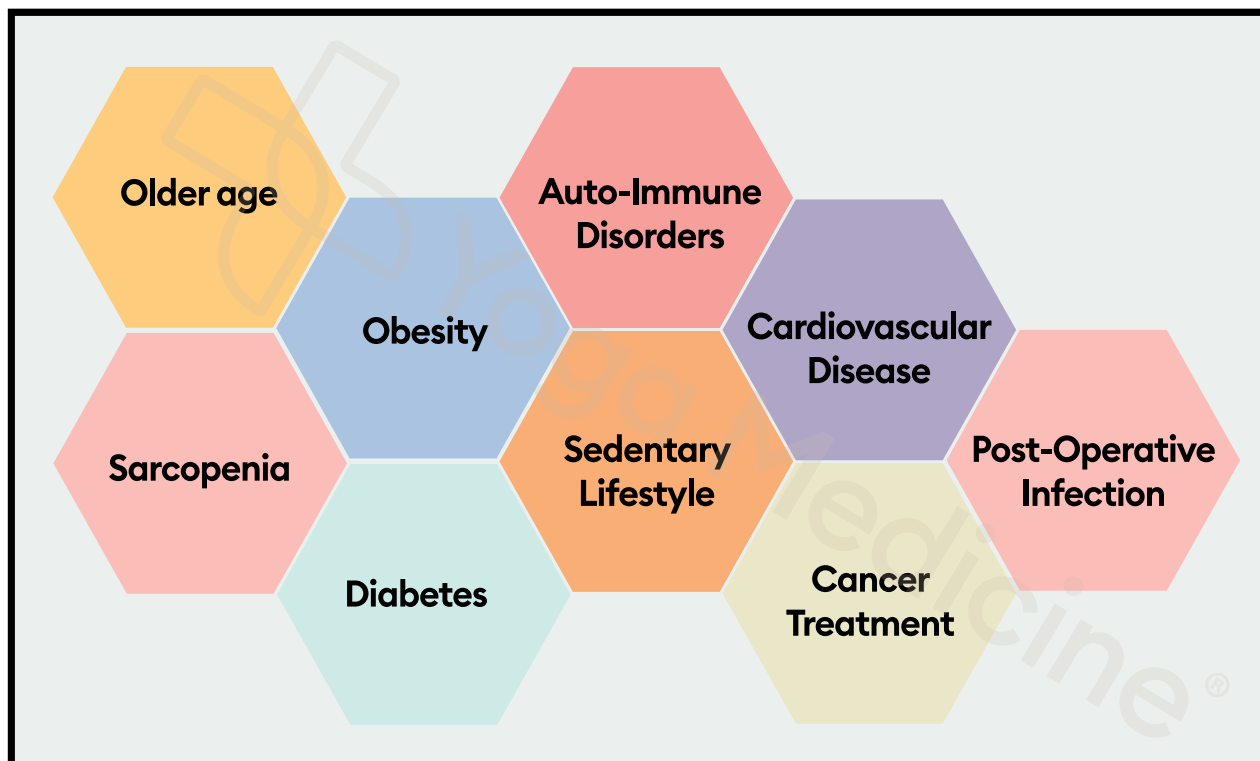 Older age
Auto-Immune
Disorders
Obesity
Cardiovascular
Disease
Sarcopenia
Sedentary
Lifestyle
Post-Operative
Infection
Diabetes
Cancer
Treatment
Yoga Medicine®